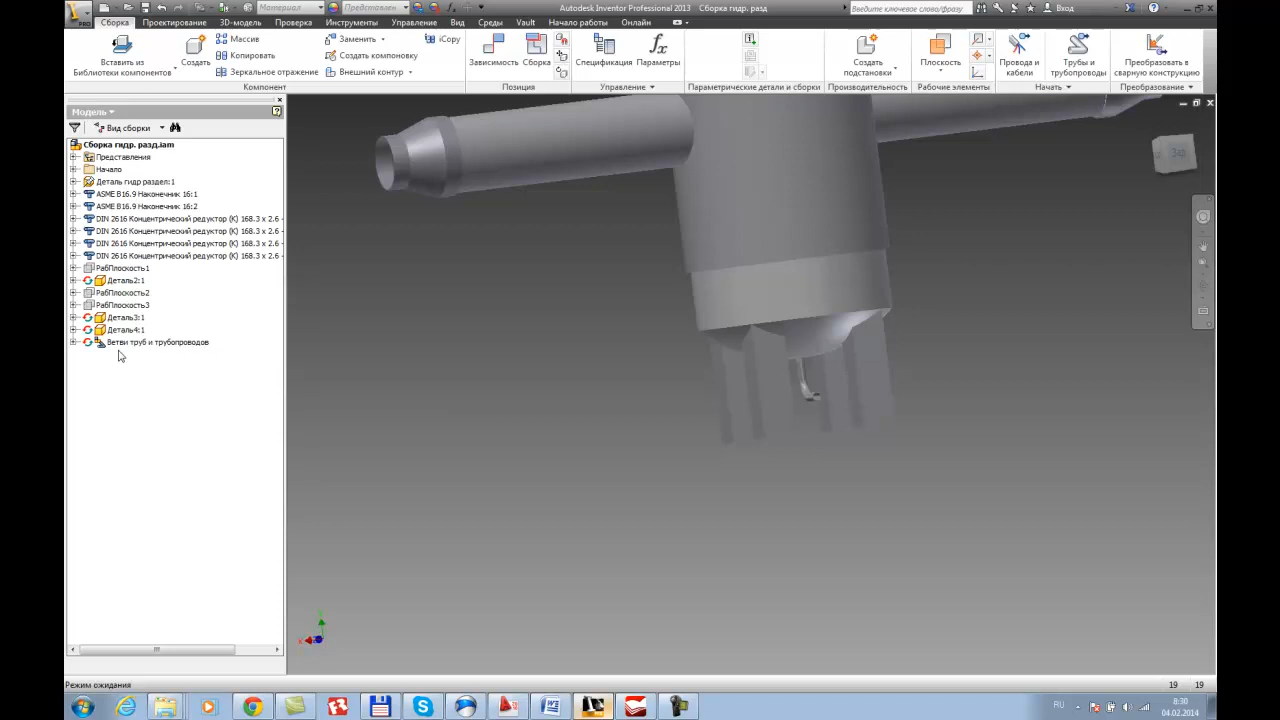 Материал
Представлен
Autodesk Inventor Professional 2013
Сборка гидр. разд
Введите ключевое слово/фразу
Вход
PRO
Сборка
Проектирование
3D-модель
Проверка
Инструменты
Управление
Вид
Среды
Vault
Начало работы
Онлайн
Вставить из
Библиотеки компонентов
Создать
Массив
Копировать
Зеркальное отражение
Заменить
Создать компоновку
Внешний контур
iCopy
Зависимость
Сборка
Спецификация
fx
Параметры
Создать
подстановки
Плоскость
Провода и
кабели
Трубы и
трубопроводы
Преобразовать в
сварную конструкцию
Компонент
Позиция
Управление
Параметрические детали и сборки
Производительность
Рабочие элементы
Начать
Преобразование
Модель
Вид сборки
Сборка гидр. разд.iam
Представления
Начало
Деталь гидр раздел:1
ASME B16.9 Наконечник 16:1
ASME B16.9 Наконечник 16:2
DIN 2616 Концентрический редуктор (K) 168.3 x 2.6 -
DIN 2616 Концентрический редуктор (K) 168.3 x 2.6 -
DIN 2616 Концентрический редуктор (K) 168.3 x 2.6 -
DIN 2616 Концентрический редуктор (K) 168.3 x 2.6 -
РабПлоскость1
Деталь2:1
РабПлоскость2
РабПлоскость3
Деталь3:1
Деталь4:1
Ветви труб и трубопроводов
Зар
Режим ожидания
19
19
RU
8:30
04.02.2014